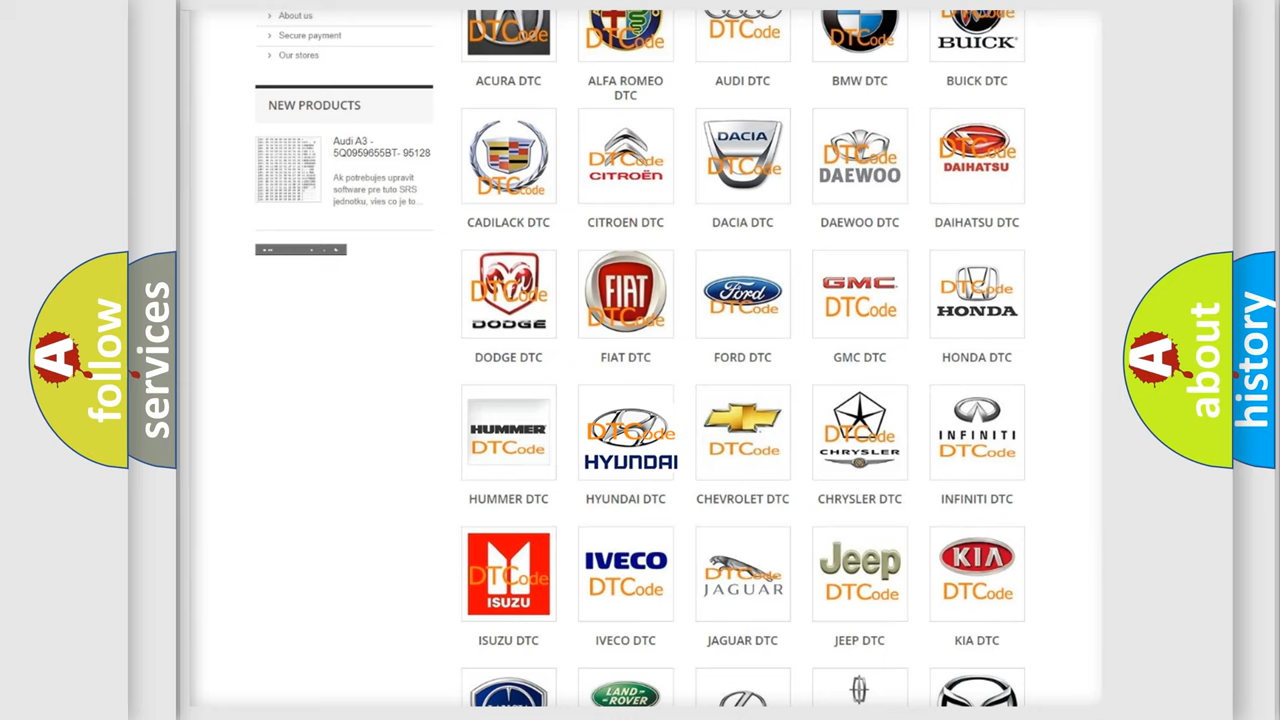 About us
Secure payment
Our stores
NEW PRODUCTS
Audi A3 -
5Q0959655BT- 95128
Ak potrebujes upravit
software pre tuto SRS
jednotku, vies co je to...
DTCode
DTCode
DTCode
DTCode
BUICK
ACURA DTC
ALFA ROMEO
DTC
AUDI DTC
BMW DTC
BUICK DTC
DTCode
DTCode
CITROËN
DACIA
DTCode
DTCode
DAEWOO
DTCode
DAIHATSU
CADILACK DTC
CITROEN DTC
DACIA DTC
DAEWOO DTC
DAIHATSU DTC
DTCode
DODGE
FIAT
DTCode
Ford
DTCode
GMC
DTCode
DTCode
HONDA
DODGE DTC
FIAT DTC
FORD DTC
GMC DTC
HONDA DTC
HUMMER
DTCode
DTCode
HYUNDAI
DTCode
DTCode
CHRYSLER
INFINITI
DTCode
HUMMER DTC
HYUNDAI DTC
CHEVROLET DTC
CHRYSLER DTC
INFINITI DTC
DTCode
ISUZU
IVECO
DTCode
DTCode
JAGUAR
Jeep
DTCode
KIA
DTCode
ISUZU DTC
IVECO DTC
JAGUAR DTC
JEEP DTC
KIA DTC
LAND-
ROVER
A
follow
services
A
about
history